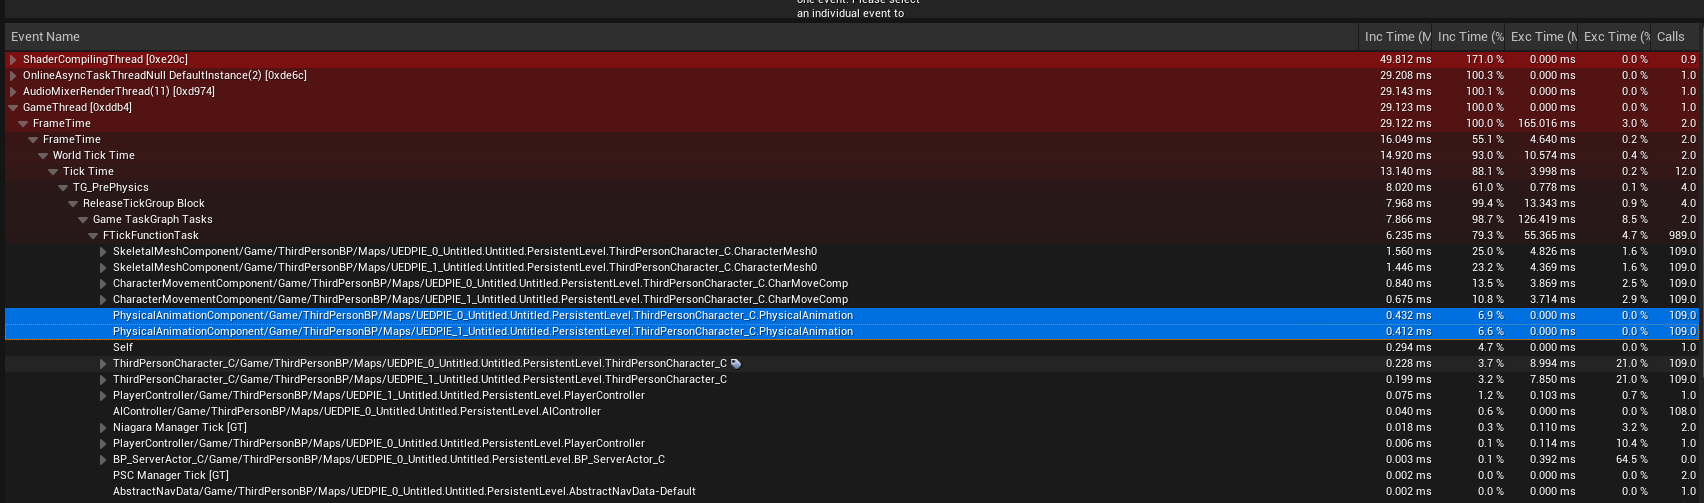 one event. Please select
an individual event to
Event Name Inc Time (M Inc Time (% Exc Time (M Exc Time (% Calls
ShaderCompilingThread [0xe20c] 49.812 ms 171.0 % 0.000 ms 0.0 % 0.9
OnlineAsyncTaskThreadNull DefaultInstance(2) [0xde6c] 29.208 ms 100.3 % 0.000 ms 0.0 % 1.0
AudioMixerRenderThread(11) [0xd974] 29.143 ms 100.1 % 0.000 ms 0.0 % 1.0
GameThread [0xddb4] 29.123 ms 100.0 % 0.000 ms 0.0 % 1.0
FrameTime 29.122 ms 100.0 % 165.016 ms 3.0 % 2.0
FrameTime 16.049 ms 55.1 % 4.640 ms 0.2 % 2.0
World Tick Time 14.920 ms 93.0 % 10.574 ms 0.4 % 2.0
Tick Time 13.140 ms 88.1 % 3.998 ms 0.2 % 12.0
TG_PrePhysics 8.020 ms 61.0 % 0.778 ms 0.1 % 4.0
ReleaseTickGroup Block 7.968 ms 99.4 % 13.343 ms 0.9 % 4.0
Game TaskGraph Tasks 7.866 ms 98.7 % 126.419 ms 8.5 % 2.0
FTickFunctionTask 6.235 ms 79.3 % 55.365 ms 4.7 % 989.0
SkeletalMeshComponent/Game/ThirdPersonBP/Maps/UEDPIE_0_Untitled.Untitled.PersistentLevel.ThirdPersonCharacter_C.CharacterMesh0 1.560 ms 25.0 % 4.826 ms 1.6 % 109.0
SkeletalMeshComponent/Game/ThirdPersonBP/Maps/UEDPIE_1_Untitled.Untitled.PersistentLevel.ThirdPersonCharacter_C.CharacterMesh0 1.446 ms 23.2 % 4.369 ms 1.6 % 109.0
CharacterMovementComponent/Game/ThirdPersonBP/Maps/UEDPIE_0_Untitled.Untitled.PersistentLevel.ThirdPersonCharacter_C.CharMoveComp 0.840 ms 13.5 % 3.869 ms 2.5 % 109.0
CharacterMovementComponent/Game/ThirdPersonBP/Maps/UEDPIE_1_Untitled.Untitled.PersistentLevel.ThirdPersonCharacter_C.CharMoveComp 0.675 ms 10.8 % 3.714 ms 2.9 % 109.0
PhysicalAnimationComponent/Game/ThirdPersonBP/Maps/UEDPIE_0_Untitled.Untitled.PersistentLevel.ThirdPersonCharacter_C.PhysicalAnimation 0.432 ms 6.9 % 0.000 ms 0.0 % 109.0
PhysicalAnimationComponent/Game/ThirdPersonBP/Maps/UEDPIE_1_Untitled.Untitled.PersistentLevel.ThirdPersonCharacter_C.PhysicalAnimation 0.412 ms 6.6 % 0.000 ms 0.0 % 109.0
Self 0.294 ms 4.7 % 0.000 ms 0.0 % 1.0
ThirdPersonCharacter_C/Game/ThirdPersonBP/Maps/UEDPIE_0_Untitled.Untitled.PersistentLevel.ThirdPersonCharacter_C 0.228 ms 3.7 % 8.994 ms 21.0 % 109.0
ThirdPersonCharacter_C/Game/ThirdPersonBP/Maps/UEDPIE_1_Untitled.Untitled.PersistentLevel.ThirdPersonCharacter_C 0.199 ms 3.2 % 7.850 ms 21.0 % 109.0
PlayerController/Game/ThirdPersonBP/Maps/UEDPIE_1_Untitled.Untitled.PersistentLevel.PlayerController 0.075 ms 1.2 % 0.103 ms 0.7 % 1.0
AIController/Game/ThirdPersonBP/Maps/UEDPIE_0_Untitled.Untitled.PersistentLevel.AIController 0.040 ms 0.6 % 0.000 ms 0.0 % 108.0
Niagara Manager Tick [GT] 0.018 ms 0.3 % 0.110 ms 3.2 % 2.0
PlayerController/Game/ThirdPersonBP/Maps/UEDPIE_0_Untitled.Untitled.PersistentLevel.PlayerController 0.006 ms 0.1 % 0.114 ms 10.4 % 1.0
BP_ServerActor_C/Game/ThirdPersonBP/Maps/UEDPIE_0_Untitled.Untitled.PersistentLevel.BP_ServerActor_C 0.003 ms 0.1 % 0.392 ms 64.5 % 0.0
PSC Manager Tick [GT] 0.002 ms 0.0 % 0.000 ms 0.0 % 2.0
AbstractNavData/Game/ThirdPersonBP/Maps/UEDPIE_0_Untitled.Untitled.PersistentLevel.AbstractNavData-Default 0.002 ms 0.0 % 0.000 ms 0.0 % 1.0